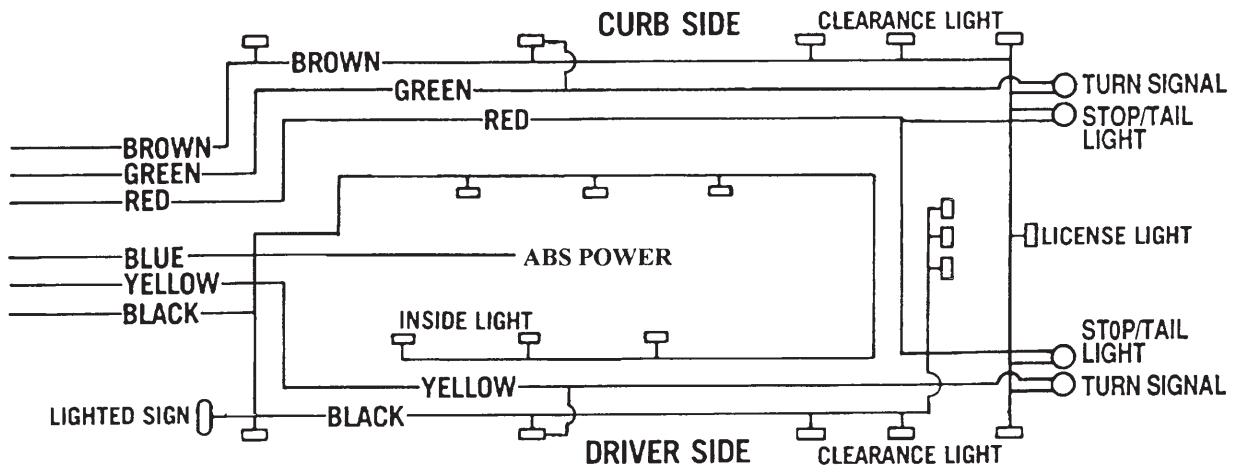 CURB SIDE
CLEARANCE LIGHT
BROWN
GREEN
TURN SIGNAL
RED
STOP/TAIL
LIGHT
BROWN
GREEN
RED
LICENSE LIGHT
BLUE
ABS POWER
YELLOW
BLACK
INSIDE LIGHT
STOP/TAIL
LIGHT
YELLOW
TURN SIGNAL
LIGHTED SIGN
BLACK
DRIVER SIDE
CLEARANCE LIGHT